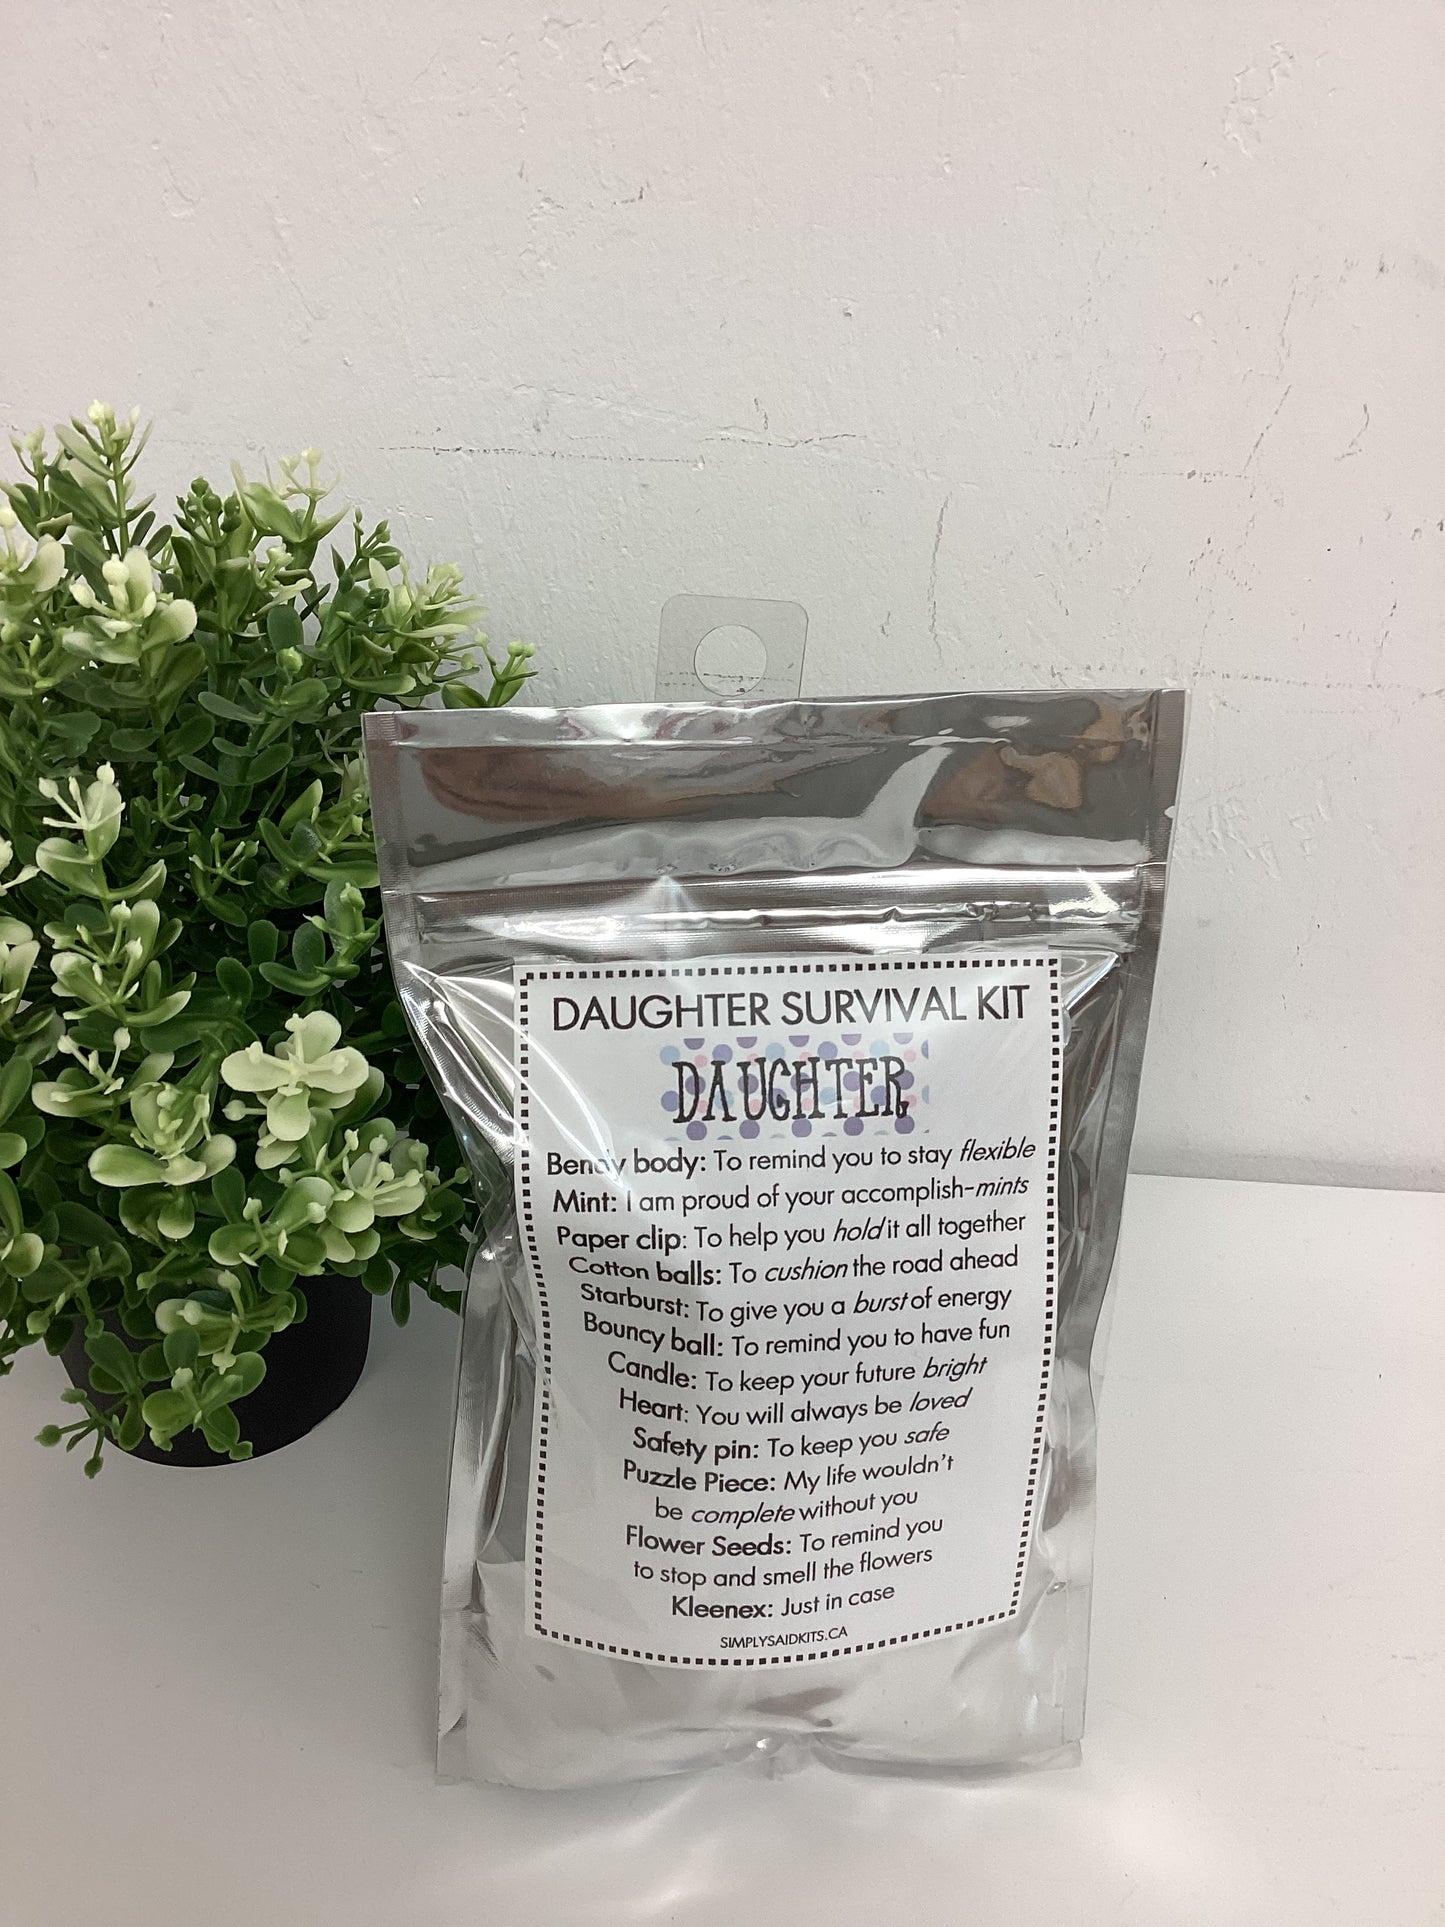 DAUGHTER SURVIVAL KIT
DAUGHTER
Bendy body: To remind you to stay flexible
Mint: I am proud of your accomplish-mints
Paper clip: To help you hold it all together
Cotton balls: To cushion the road ahead
Starburst: To give you a burst of energy
Bouncy ball: To remind you to have fun
Candle: To keep your future bright
Heart: You will always be loved
Safety pin: To keep you safe
Puzzle Piece: My life wouldn't
be complete without you
Flower Seeds: To remind you
to stop and smell the flowers
Kleenex: Just in case
SIMPLYSAIDKITS.CA